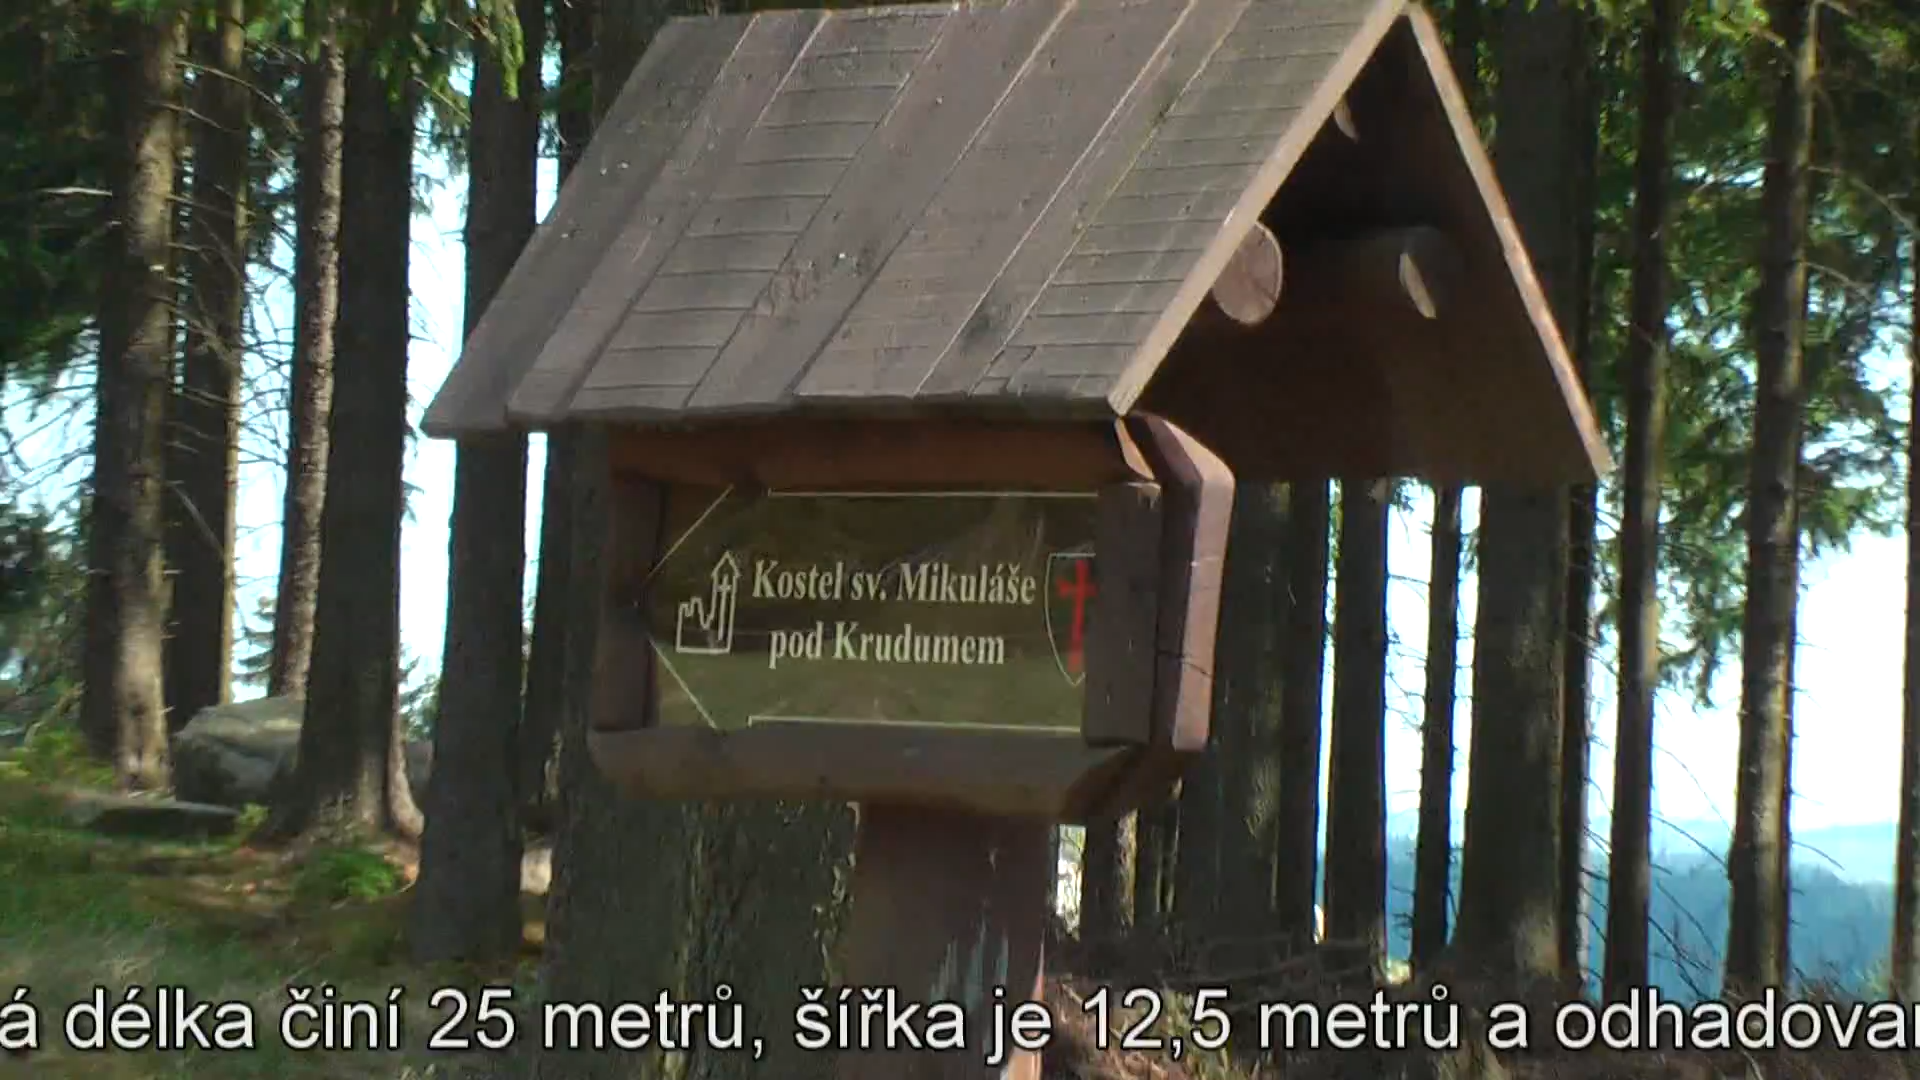 Kostel sv. Mikuláše
pod Krudumem
á délka činí 25 metrů, šířka je 12,5 metrů a odhadovan